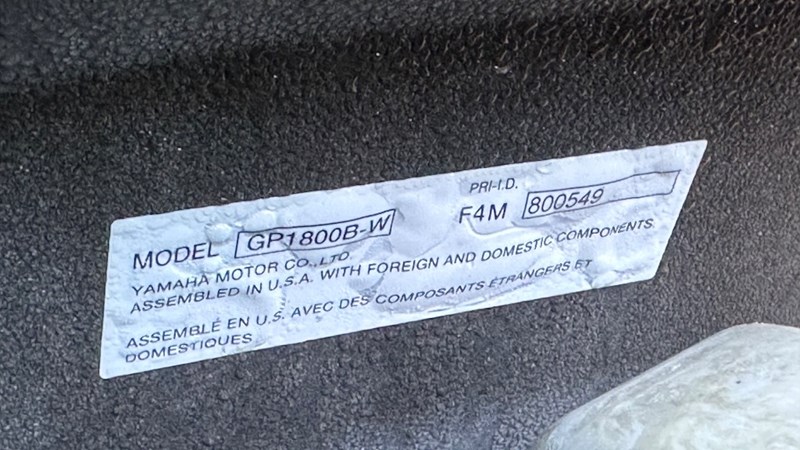 PRI-I.D.
MODEL GP1800B-W F4M 800549
YAMAHA MOTOR CO., LTD.
ASSEMBLED IN U.S.A. WITH FOREIGN AND DOMESTIC COMPONENTS
ASSEMBLÉ EN U.S. AVEC DES COMPOSANTS ÉTRANGERS ET
DOMESTIQUES